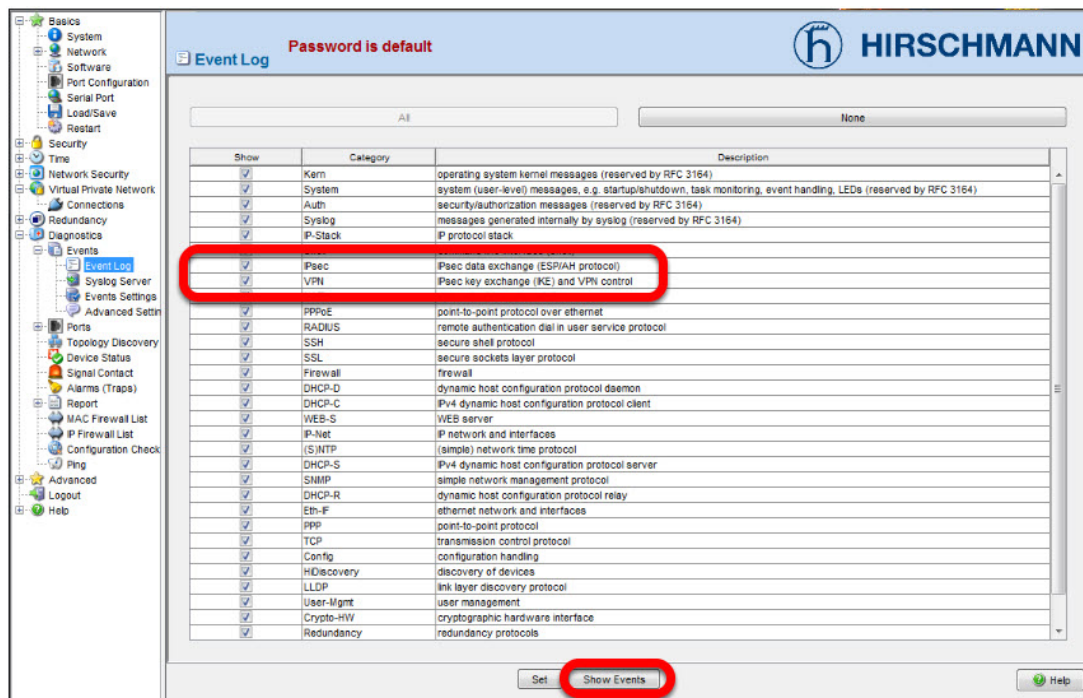 Basics
System
Network
Software
Port Configuration
Serial Port
Load/Save
Restart
Security
Time
Network Security
Virtual Private Network
Connections
Redundancy
Diagnostics
Events
Event Log
Syslog Server
Events Settings
Advanced Settin
Ports
Topology Discovery
Device Status
Signal Contact
Alarms (Traps)
Report
MAC Firewall List
IP Firewall List
Configuration Check
Ping
Advanced
Logout
Help
Event Log
Password is default
HIRSCHMANN
All None
Show Category Description
Kern operating system kernel messages (reserved by RFC 3164)
System system (user-level) messages, e.g. startup/shutdown, task monitoring, event handling, LEDs (reserved by RFC 3164)
Auth security/authorization messages (reserved by RFC 3164)
Syslog messages generated internally by syslog (reserved by RFC 3164)
IP-Stack IP protocol stack
IPsec IPsec data exchange (ESP/AH protocol)
VPN IPsec key exchange (IKE) and VPN control
PPPoE point-to-point protocol over ethernet
RADIUS remote authentication dial in user service protocol
SSH secure shell protocol
SSL secure sockets layer protocol
Firewall firewall
DHCP-D dynamic host configuration protocol daemon
DHCP-C IPv4 dynamic host configuration protocol client
WEB-S WEB server
IP-Net IP network and interfaces
(S)NTP (simple) network time protocol
DHCP-S IPv4 dynamic host configuration protocol server
SNMP simple network management protocol
DHCP-R dynamic host configuration protocol relay
Eth-IF ethernet network and interfaces
PPP point-to-point protocol
TCP transmission control protocol
Config configuration handling
HiDiscovery discovery of devices
LLDP link layer discovery protocol
User-Mgmt user management
Crypto-HW cryptographic hardware interface
Redundancy redundancy protocols
Set Show Events Help